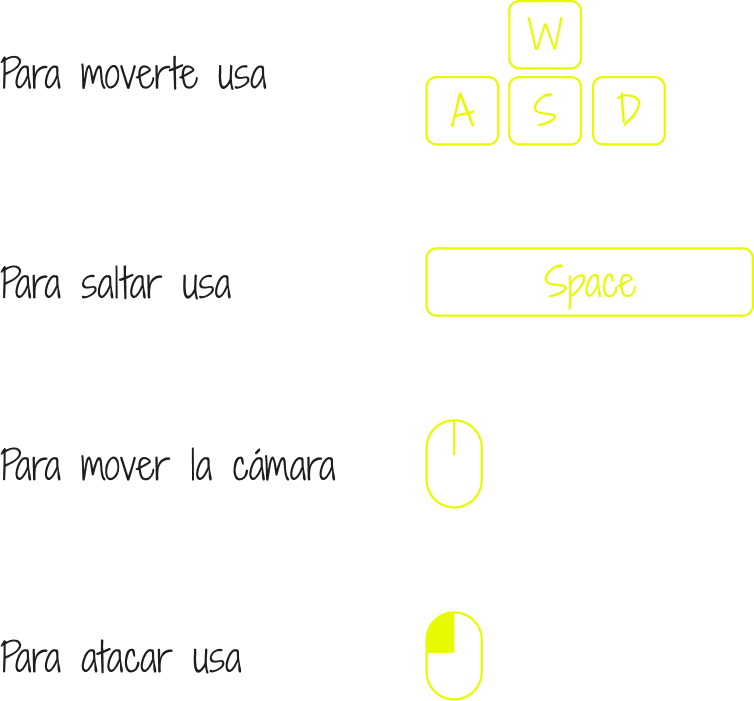 Para moverte usa
W
A S D
Para saltar usa
Space
Para mover la cámara
Para atacar usa